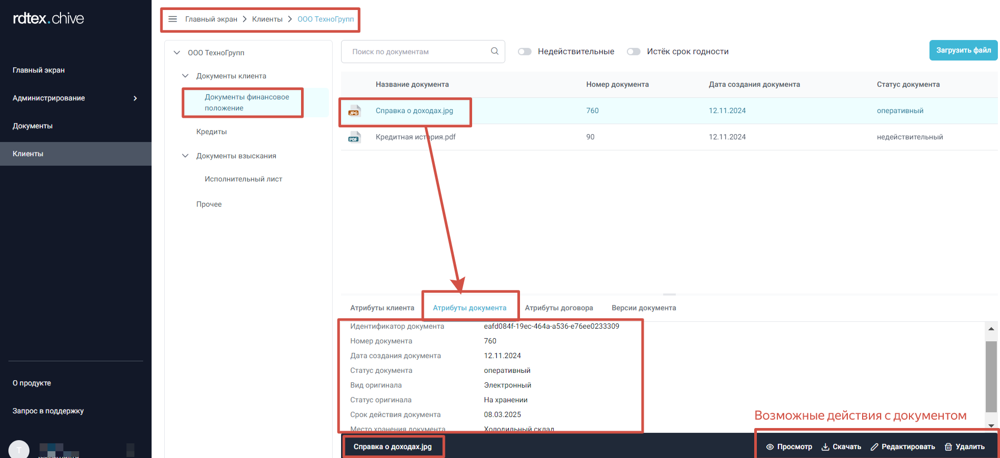 rdtex.chive
Главный экран
Администрирование
Документы
Клиенты
О продукте
Запрос в поддержку
T
Главный экран > Клиенты > ООО ТехноГрупп
ООО ТехноГрупп
Документы клиента
Документы финансовое
положение
Кредиты
Документы взыскания
Исполнительный лист
Прочее
Поиск по документам
Недействительные
Истёк срок годности
Загрузить файл
Название документа Номер документа Дата создания документа Статус документа
JPG Справка о доходах.jpg 760 12.11.2024 оперативный
PDF Кредитная история.pdf 90 12.11.2024 недействительный
Атрибуты клиента Атрибуты документа Атрибуты договора Версии документа
Идентификатор документа eafd084f-19ec-464a-a536-e76ee0233309
Номер документа 760
Дата создания документа 12.11.2024
Статус документа оперативный
Вид оригинала Электронный
Статус оригинала На хранении
Срок действия документа 08.03.2025
Место хранения документа Холодильный склад
Возможные действия с документом
Справка о доходах.jpg
Просмотр Скачать Редактировать Удалить